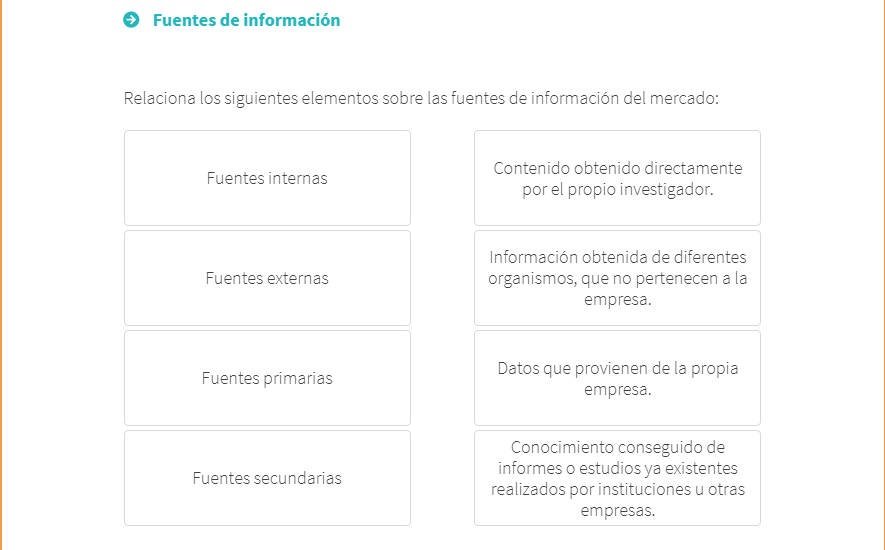 Fuentes de información
Relaciona los siguientes elementos sobre las fuentes de información del mercado:
Fuentes internas
Contenido obtenido directamente
por el propio investigador.
Fuentes externas
Información obtenida de diferentes
organismos, que no pertenecen a la
empresa.
Fuentes primarias
Datos que provienen de la propia
empresa.
Fuentes secundarias
Conocimiento conseguido de
informes o estudios ya existentes
realizados por instituciones u otras
empresas.